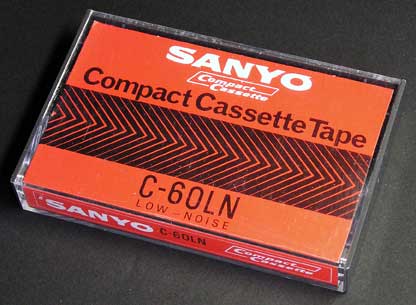 SANYO
Compact
Cassette
Compact Cassette Tape
C-60LN
LOW-NOISE
SANYO C-60LN Compact
Cassette